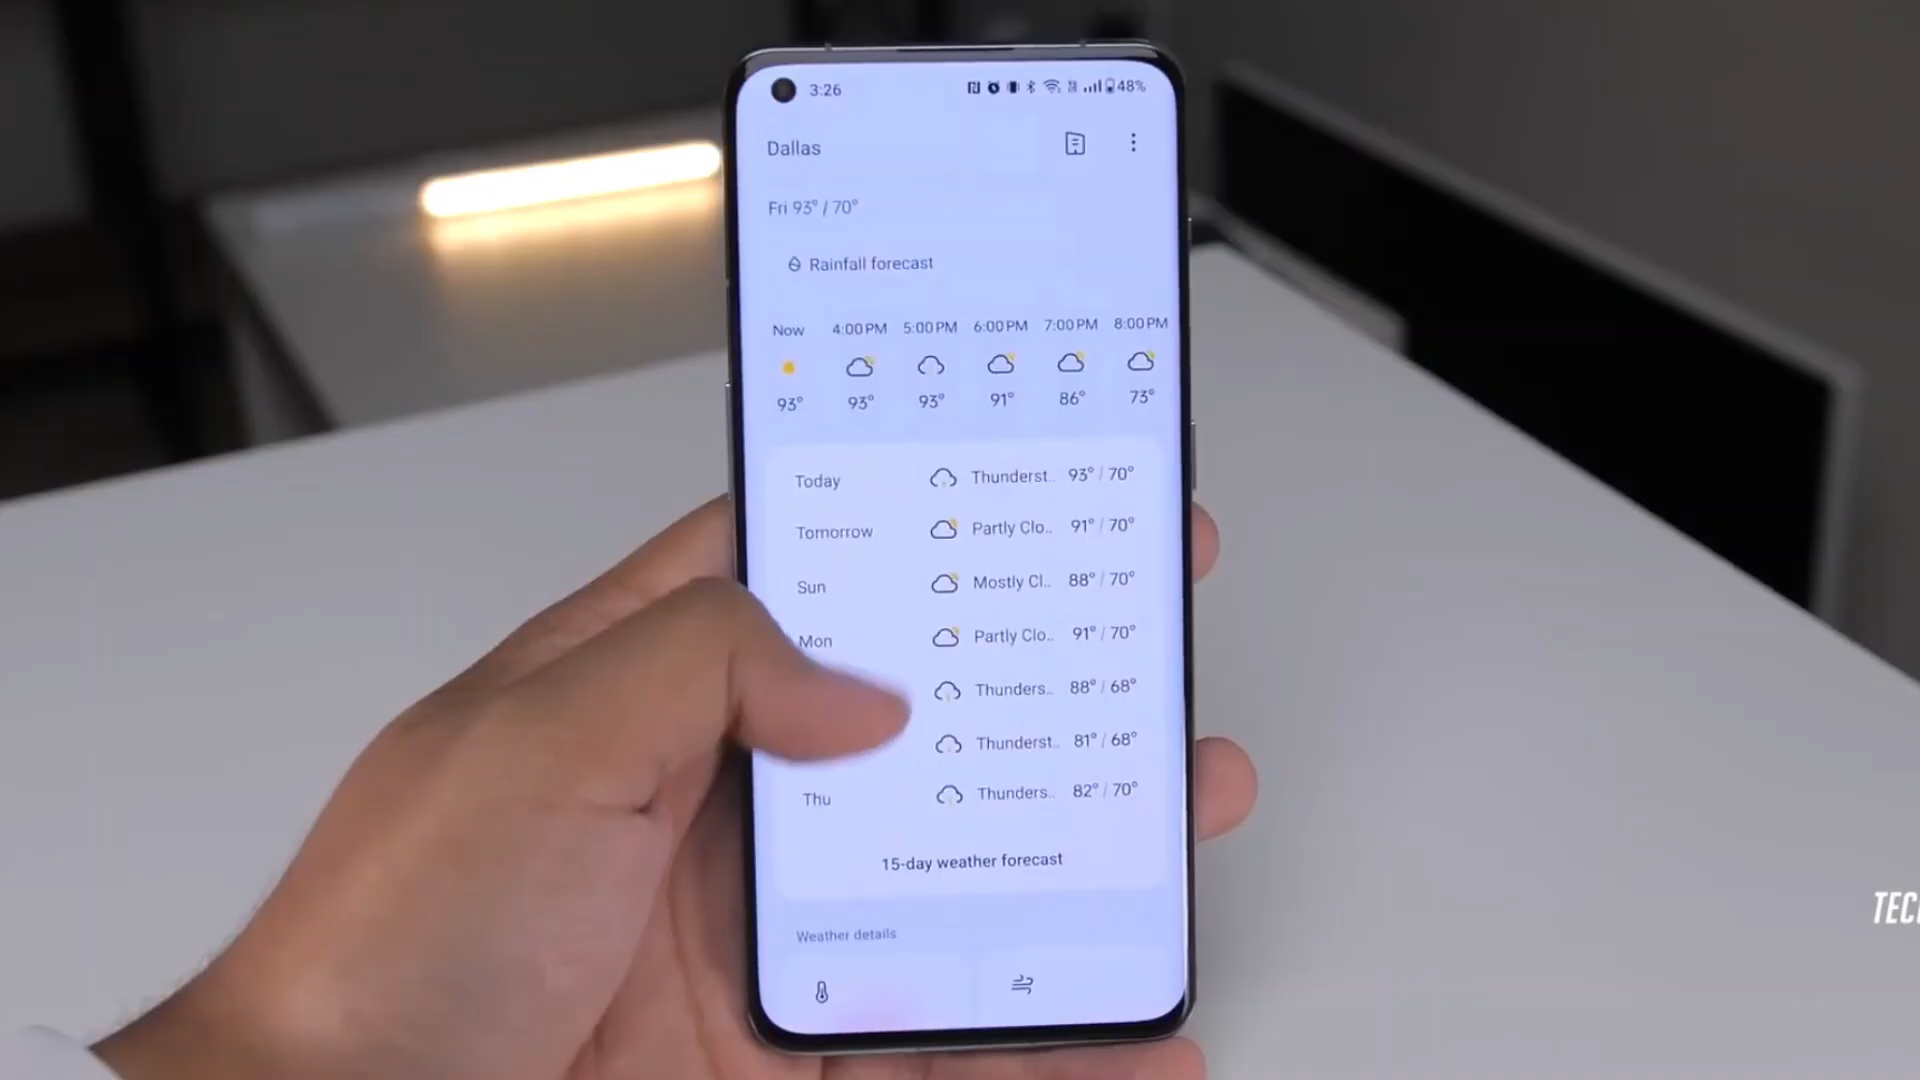 3:26 48%
Dallas
Fri 93° / 70°
Rainfall forecast
Now 4:00 PM 5:00 PM 6:00 PM 7:00 PM 8:00 PM
93° 93° 93° 91° 86° 73°
Today Thunderst.. 93° / 70°
Tomorrow Partly Clo.. 91° / 70°
Sun Mostly Cl.. 88° / 70°
Mon Partly Clo.. 91° / 70°
Thunders.. 88° / 68°
Thunderst.. 81° / 68°
Thu Thunders.. 82° / 70°
15-day weather forecast
Weather details
TEC